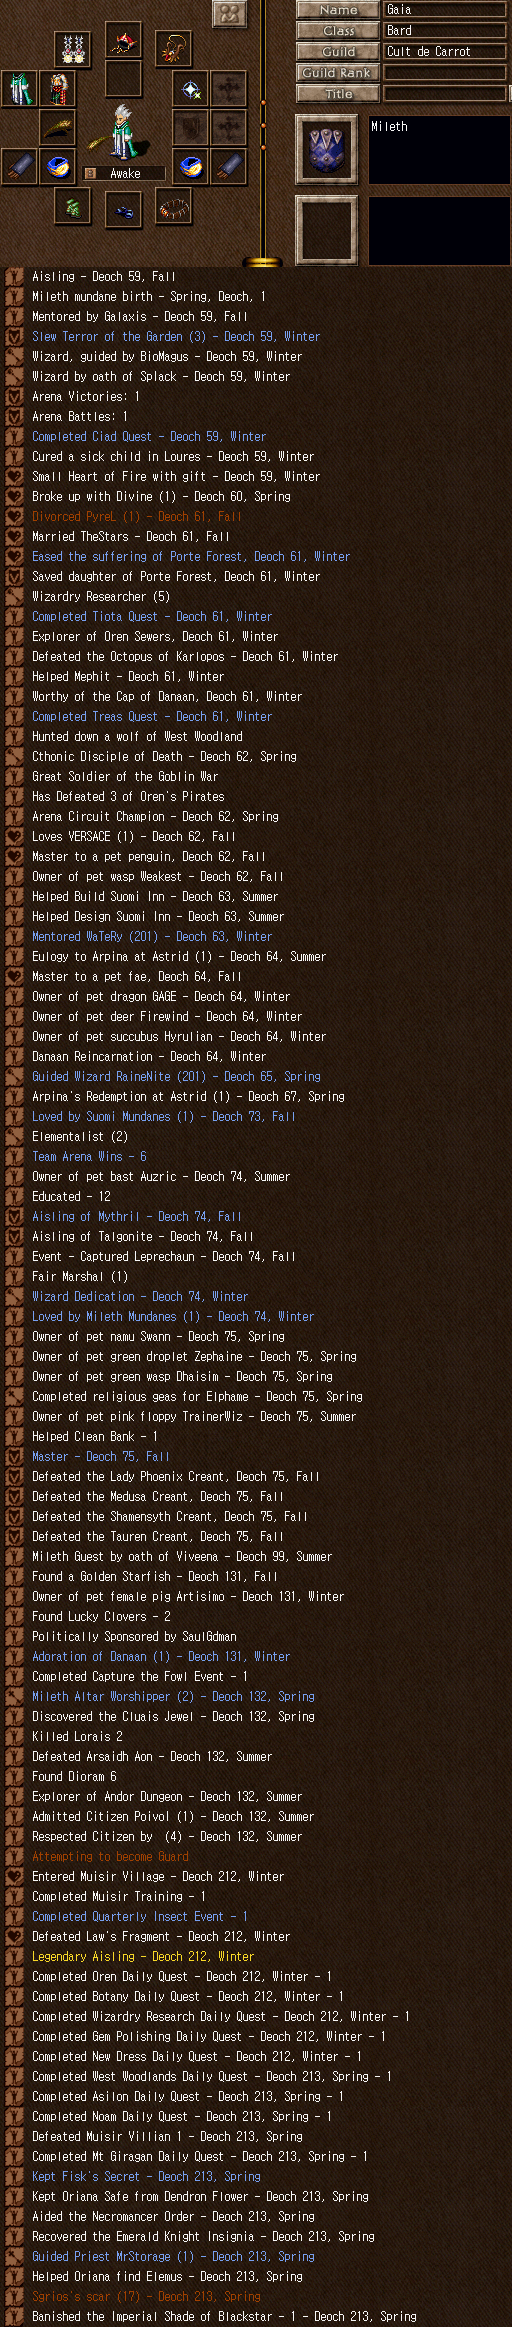 Name Gaia
Class Bard
Guild Cult de Carrot
Guild Rank
Title
Mileth
Awake
Aisling - Deoch 59, Fall
Mileth mundane birth - Spring, Deoch, 1
Mentored by Galaxis - Deoch 59, Fall
Slew Terror of the Garden (3) - Deoch 59, Winter
Wizard, guided by BioMagus - Deoch 59, Winter
Wizard by oath of Splack - Deoch 59, Winter
Arena Victories: 1
Arena Battles: 1
Completed Ciad Quest - Deoch 59, Winter
Cured a sick child in Loures - Deoch 59, Winter
Small Heart of Fire with gift - Deoch 59, Winter
Broke up with Divine (1) - Deoch 60, Spring
Divorced PyreL (1) - Deoch 61, Fall
Married TheStars - Deoch 61, Fall
Eased the suffering of Porte Forest, Deoch 61, Winter
Saved daughter of Porte Forest, Deoch 61, Winter
Wizardry Researcher (5)
Completed Tiota Quest - Deoch 61, Winter
Explorer of Oren Sewers, Deoch 61, Winter
Defeated the Octopus of Karlopos - Deoch 61, Winter
Helped Mephit - Deoch 61, Winter
Worthy of the Cap of Danaan, Deoch 61, Winter
Completed Treas Quest - Deoch 61, Winter
Hunted down a wolf of West Woodland
Cthonic Disciple of Death - Deoch 62, Spring
Great Soldier of the Goblin War
Has Defeated 3 of Oren's Pirates
Arena Circuit Champion - Deoch 62, Spring
Loves VERSACE (1) - Deoch 62, Fall
Master to a pet penguin, Deoch 62, Fall
Owner of pet wasp Weakest - Deoch 62, Fall
Helped Build Suomi Inn - Deoch 63, Summer
Helped Design Suomi Inn - Deoch 63, Summer
Mentored WaTeRy (201) - Deoch 63, Winter
Eulogy to Arpina at Astrid (1) - Deoch 64, Summer
Master to a pet fae, Deoch 64, Fall
Owner of pet dragon GAGE - Deoch 64, Winter
Owner of pet deer Firewind - Deoch 64, Winter
Owner of pet succubus Hyrulian - Deoch 64, Winter
Danaan Reincarnation - Deoch 64, Winter
Guided Wizard RaineNite (201) - Deoch 65, Spring
Arpina's Redemption at Astrid (1) - Deoch 67, Spring
Loved by Suomi Mundanes (1) - Deoch 73, Fall
Elementalist (2)
Team Arena Wins - 6
Owner of pet bast Auzric - Deoch 74, Summer
Educated - 12
Aisling of Mythril - Deoch 74, Fall
Aisling of Talgonite - Deoch 74, Fall
Event - Captured Leprechaun - Deoch 74, Fall
Fair Marshal (1)
Wizard Dedication - Deoch 74, Winter
Loved by Mileth Mundanes (1) - Deoch 74, Winter
Owner of pet namu Swann - Deoch 75, Spring
Owner of pet green droplet Zephaine - Deoch 75, Spring
Owner of pet green wasp Dhaisim - Deoch 75, Spring
Completed religious geas for Elphame - Deoch 75, Spring
Owner of pet pink floppy TrainerWiz - Deoch 75, Summer
Helped Clean Bank - 1
Master - Deoch 75, Fall
Defeated the Lady Phoenix Creant, Deoch 75, Fall
Defeated the Medusa Creant, Deoch 75, Fall
Defeated the Shamensyth Creant, Deoch 75, Fall
Defeated the Tauren Creant, Deoch 75, Fall
Mileth Guest by oath of Viveena - Deoch 99, Summer
Found a Golden Starfish - Deoch 131, Fall
Owner of pet female pig Artisimo - Deoch 131, Winter
Found Lucky Clovers - 2
Politically Sponsored by SaulGdman
Adoration of Danaan (1) - Deoch 131, Winter
Completed Capture the Fowl Event - 1
Mileth Altar Worshipper (2) - Deoch 132, Spring
Discovered the Cluais Jewel - Deoch 132, Spring
Killed Lorais 2
Defeated Arsaidh Aon - Deoch 132, Summer
Found Dioram 6
Explorer of Andor Dungeon - Deoch 132, Summer
Admitted Citizen Poivol (1) - Deoch 132, Summer
Respected Citizen by  (4) - Deoch 132, Summer
Attempting to become Guard
Entered Muisir Village - Deoch 212, Winter
Completed Muisir Training - 1
Completed Quarterly Insect Event - 1
Defeated Law's Fragment - Deoch 212, Winter
Legendary Aisling - Deoch 212, Winter
Completed Oren Daily Quest - Deoch 212, Winter - 1
Completed Botany Daily Quest - Deoch 212, Winter - 1
Completed Wizardry Research Daily Quest - Deoch 212, Winter - 1
Completed Gem Polishing Daily Quest - Deoch 212, Winter - 1
Completed New Dress Daily Quest - Deoch 212, Winter - 1
Completed West Woodlands Daily Quest - Deoch 213, Spring - 1
Completed Asilon Daily Quest - Deoch 213, Spring - 1
Completed Noam Daily Quest - Deoch 213, Spring - 1
Defeated Muisir Villian 1 - Deoch 213, Spring
Completed Mt Giragan Daily Quest - Deoch 213, Spring - 1
Kept Fisk's Secret - Deoch 213, Spring
Kept Oriana Safe from Dendron Flower - Deoch 213, Spring
Aided the Necromancer Order - Deoch 213, Spring
Recovered the Emerald Knight Insignia - Deoch 213, Spring
Guided Priest MrStorage (1) - Deoch 213, Spring
Helped Oriana find Elemus - Deoch 213, Spring
Sgrios's scar (17) - Deoch 213, Spring
Banished the Imperial Shade of Blackstar - 1 - Deoch 213, Spring